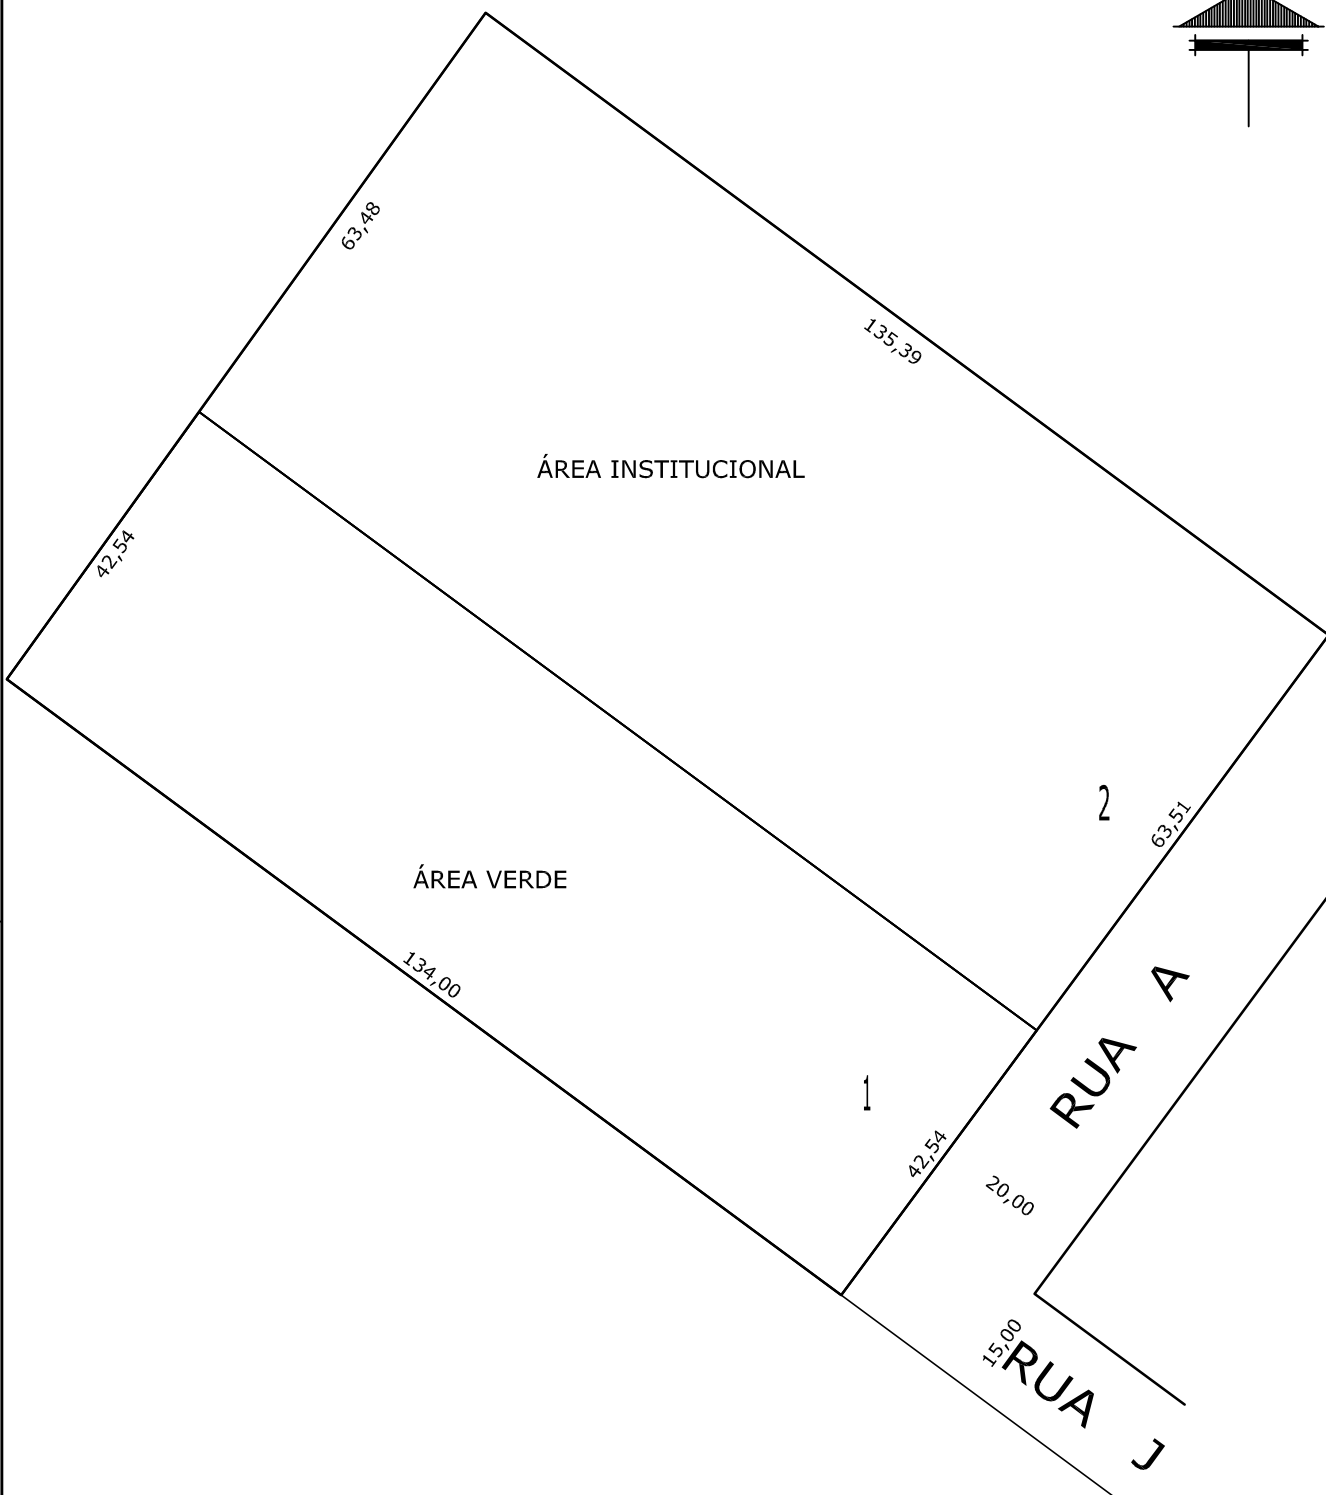 63,48
135,39
ÁREA INSTITUCIONAL
42,54
2
63,51
ÁREA VERDE
134,00
RUA A
1
42,54
20,00
15,00
RUA J